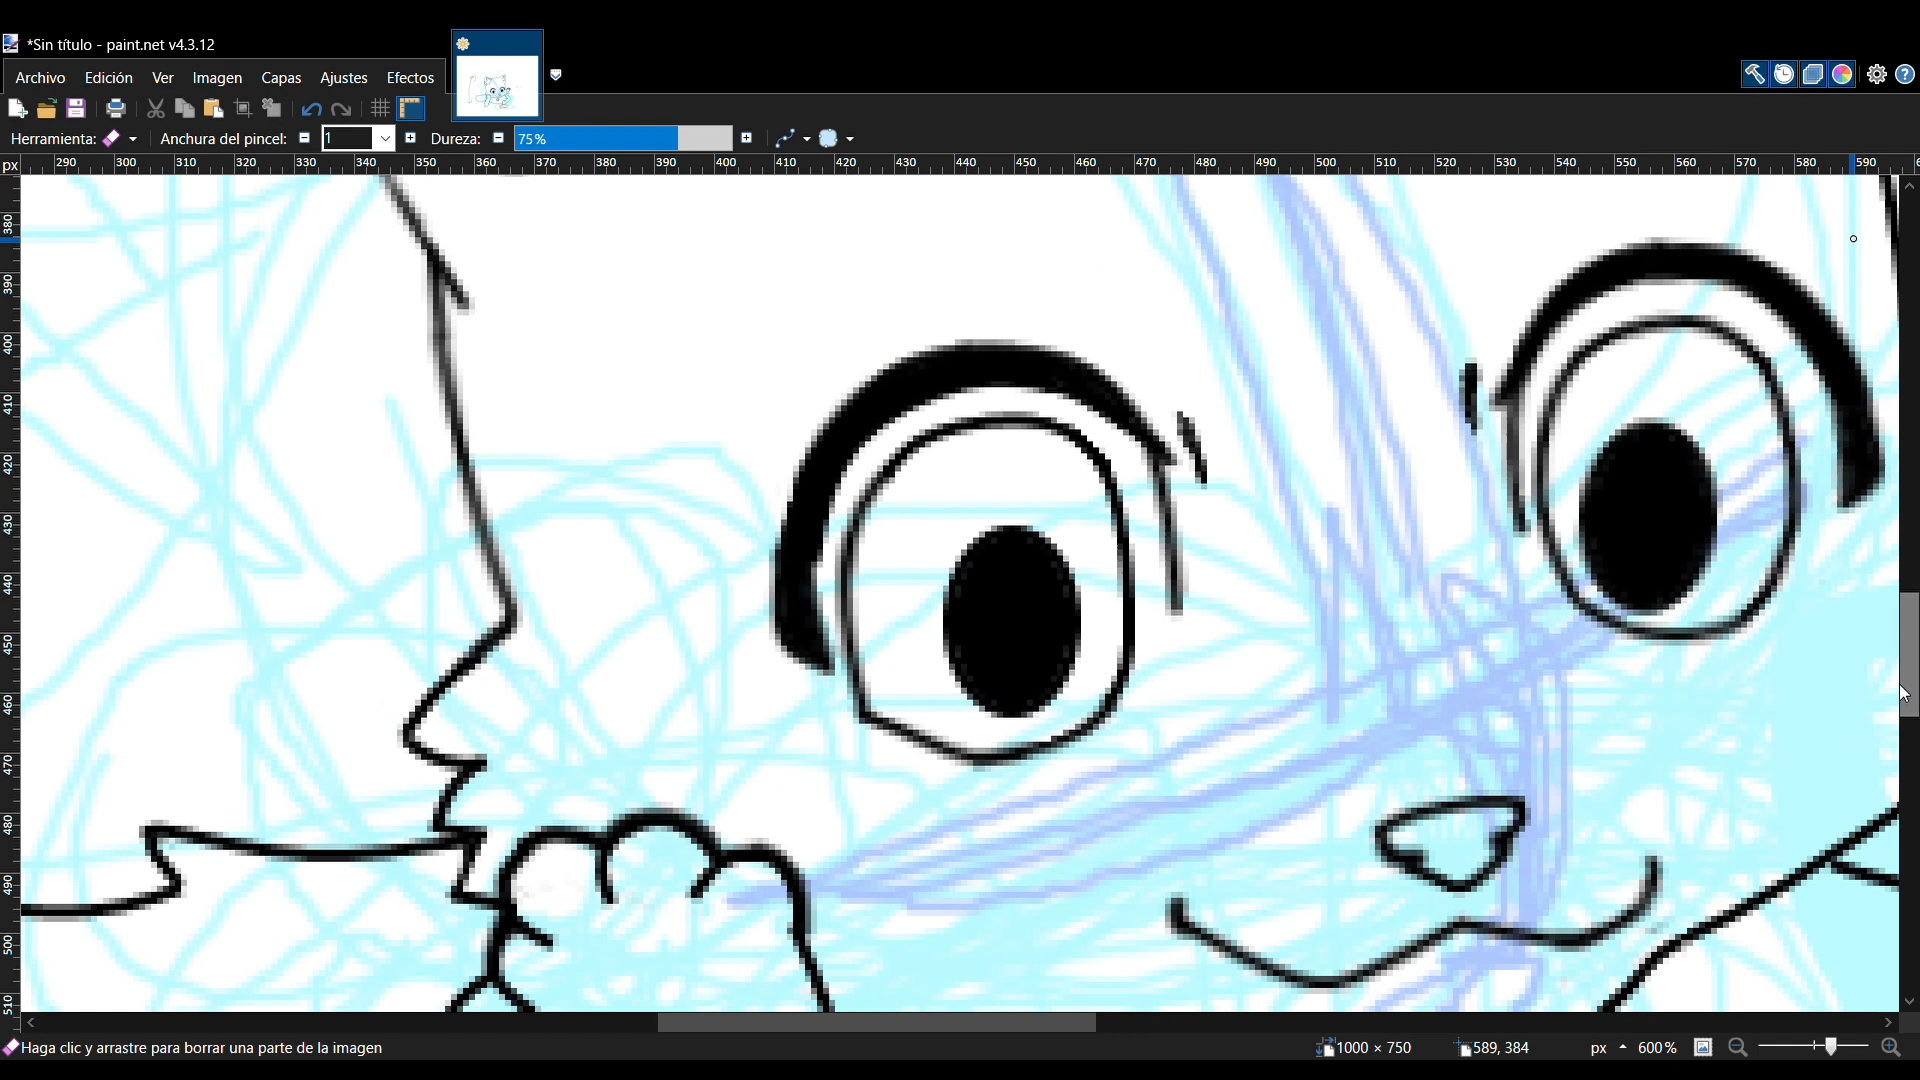 *Sin título - paint.net v4.3.12
Archivo Edición Ver Imagen Capas Ajustes Efectos
Herramienta: Anchura del pincel: 1 Dureza: 75%
px 290 300 310 320 330 340 350 360 370 380 390 400 410 420 430 440 450 460 470 480 490 500 510 520 530 540 550 560 570 580 590 6
380
390
400
410
420
430
440
450
460
470
480
490
500
510
Haga clic y arrastre para borrar una parte de la imagen 1000 × 750 589, 384 px 600%